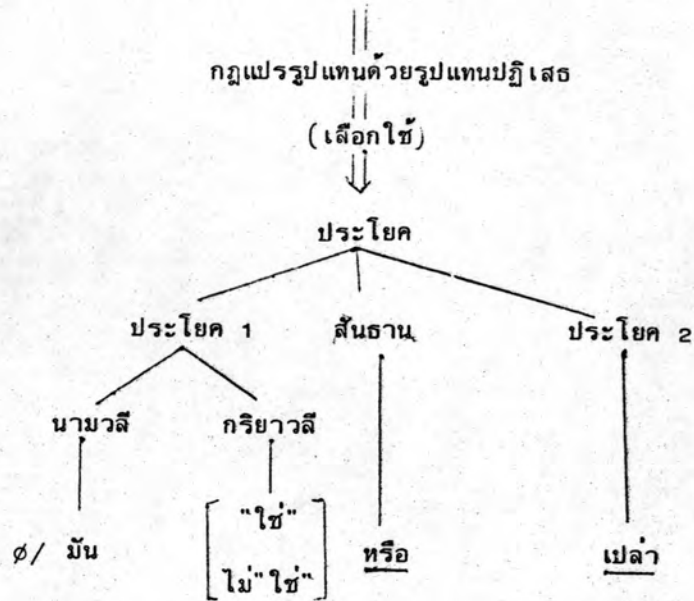 กฎแปรรูปแทนด้วยรูปแทนปฏิเสธ
(เลือกใช้)
ประโยค
ประโยค 1 สันธาน ประโยค 2
นามวลี กริยาวลี
"ใช่"
ø/ มัน หรือ เปล่า
ไม่"ใช่"